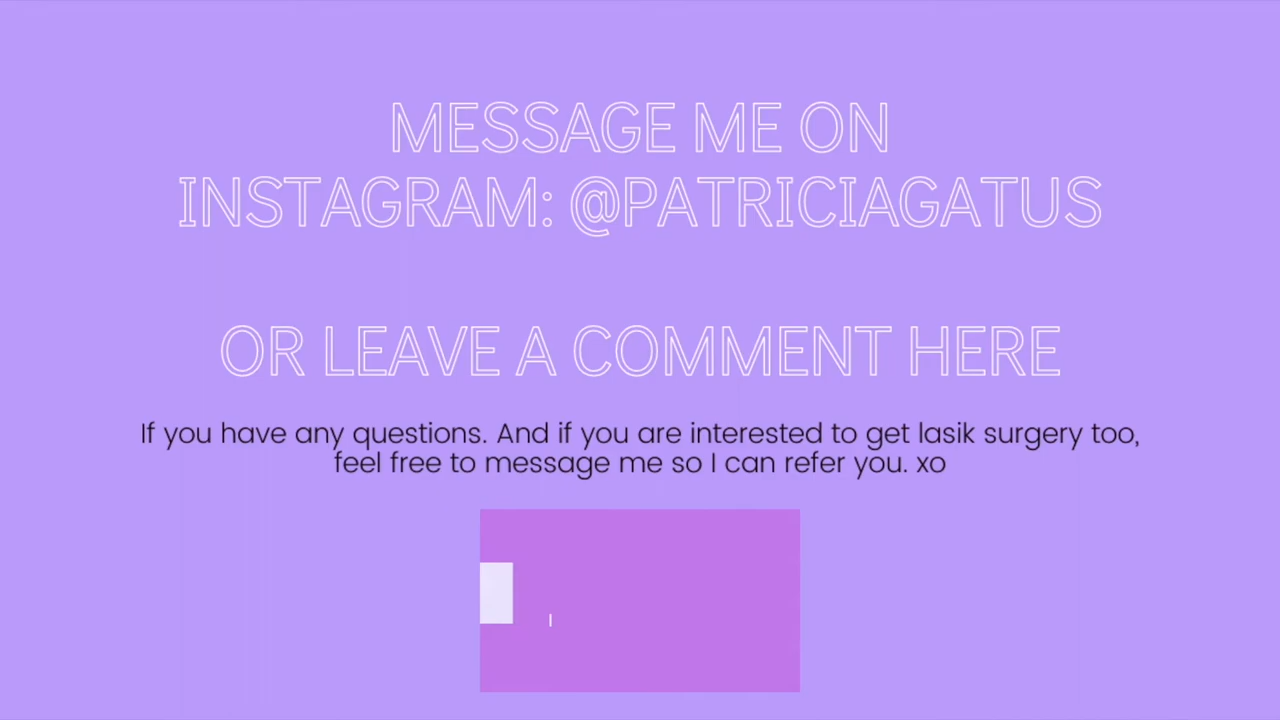 MESSAGE ME ON
INSTAGRAM: @PATRICIAGATUS
OR LEAVE A COMMENT HERE
If you have any questions. And if you are interested to get lasik surgery too,
feel free to message me so I can refer you. xo